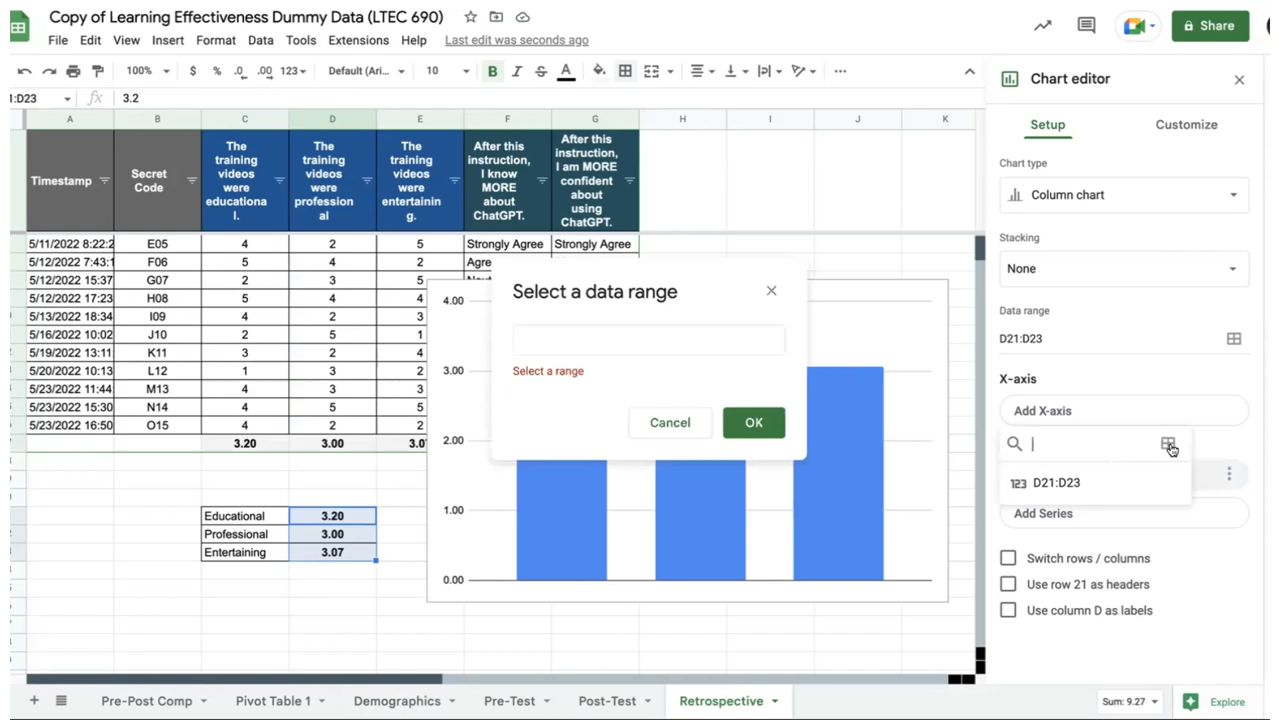 Copy of Learning Effectiveness Dummy Data (LTEC 690)
File Edit View Insert Format Data Tools Extensions Help Last edit was seconds ago
Share
100% $ % .0 .00 123 Default (Ari... 10 B I S A
:D23 fx 3.2
A B C D E F G H I J K
Timestamp
Secret
Code
The
training
videos
were
educationa
l.
The
training
videos
were
profession
al
The
training
videos
were
entertainin
g.
After this
instruction,
I know
MORE
about
ChatGPT.
After this
instruction,
I am MORE
confident
about
using
ChatGPT.
5/11/2022 8:22:2 E05 4 2 5 Strongly Agree Strongly Agree
5/12/2022 7:43:1 F06 5 4 2 Agre
5/12/2022 15:37 G07 2 3 5
5/12/2022 17:23 H08 5 4 4
5/13/2022 18:34 I09 4 2 3
5/16/2022 10:02 J10 2 5 1
5/19/2022 13:11 K11 3 2 4
5/20/2022 10:13 L12 1 3 2
5/23/2022 11:44 M13 4 3 3
5/23/2022 15:30 N14 4 5 5
5/23/2022 16:50 O15 4 2 2
3.20 3.00 3.0
Educational 3.20
Professional 3.00
Entertaining 3.07
4.00
3.00
2.00
1.00
0.00
Select a data range
Select a range
Cancel OK
Chart editor
Setup Customize
Chart type
Column chart
Stacking
None
Data range
D21:D23
X-axis
Add X-axis
123 D21:D23
Add Series
Switch rows / columns
Use row 21 as headers
Use column D as labels
Pre-Post Comp Pivot Table 1 Demographics Pre-Test Post-Test Retrospective Sum: 9.27 Explore